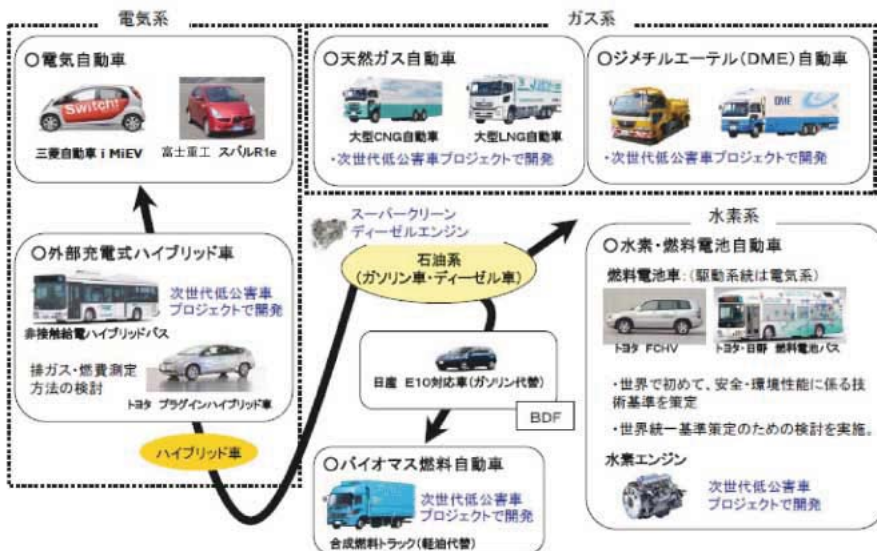 電気系
○電気自動車
Switch!
三菱自動車 i MiEV
富士重工 スバルR1e
ガス系
○天然ガス自動車
大型CNG自動車
大型LNG自動車
・次世代低公害車プロジェクトで開発
○ジメチルエーテル(DME)自動車
DME
・次世代低公害車プロジェクトで開発
○外部充電式ハイブリッド車
次世代低公害車
プロジェクトで開発
非接触給電ハイブリッドバス
排ガス・燃費測定
方法の検討
トヨタ プラグインハイブリッド車
ハイブリッド車
スーパークリーン
ディーゼルエンジン
石油系
(ガソリン車・ディーゼル車)
日産 E10対応車(ガソリン代替)
BDF
○バイオマス燃料自動車
次世代低公害車
プロジェクトで開発
合成燃料トラック(軽油代替)
水素系
○水素・燃料電池自動車
燃料電池車:(駆動系統は電気系)
トヨタ FCHV
トヨタ・日野 燃料電池バス
・世界で初めて、安全・環境性能に係る技
術基準を策定
・世界統一基準策定のための検討を実施。
水素エンジン
次世代低公害車
プロジェクトで開発